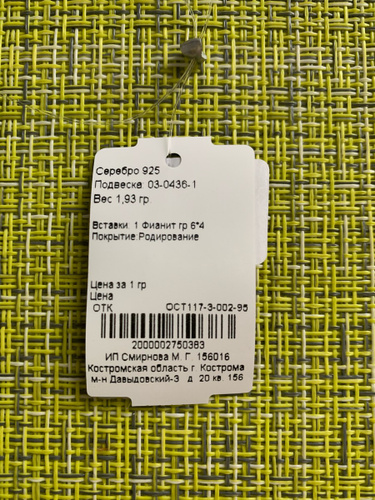 Серебро 925
Подвеска 03-0436-1
Вес 1,93 гр
Вставки: 1 Фианит гр 6*4
Покрытие:Родирование
Цена за 1 гр
Цена
ОТК ОСТ117-3-002-95
2000002750383
ИП Смирнова М. Г. 156016
Костромская область г. Кострома
м-н Давыдовский-3 д. 20 кв. 156